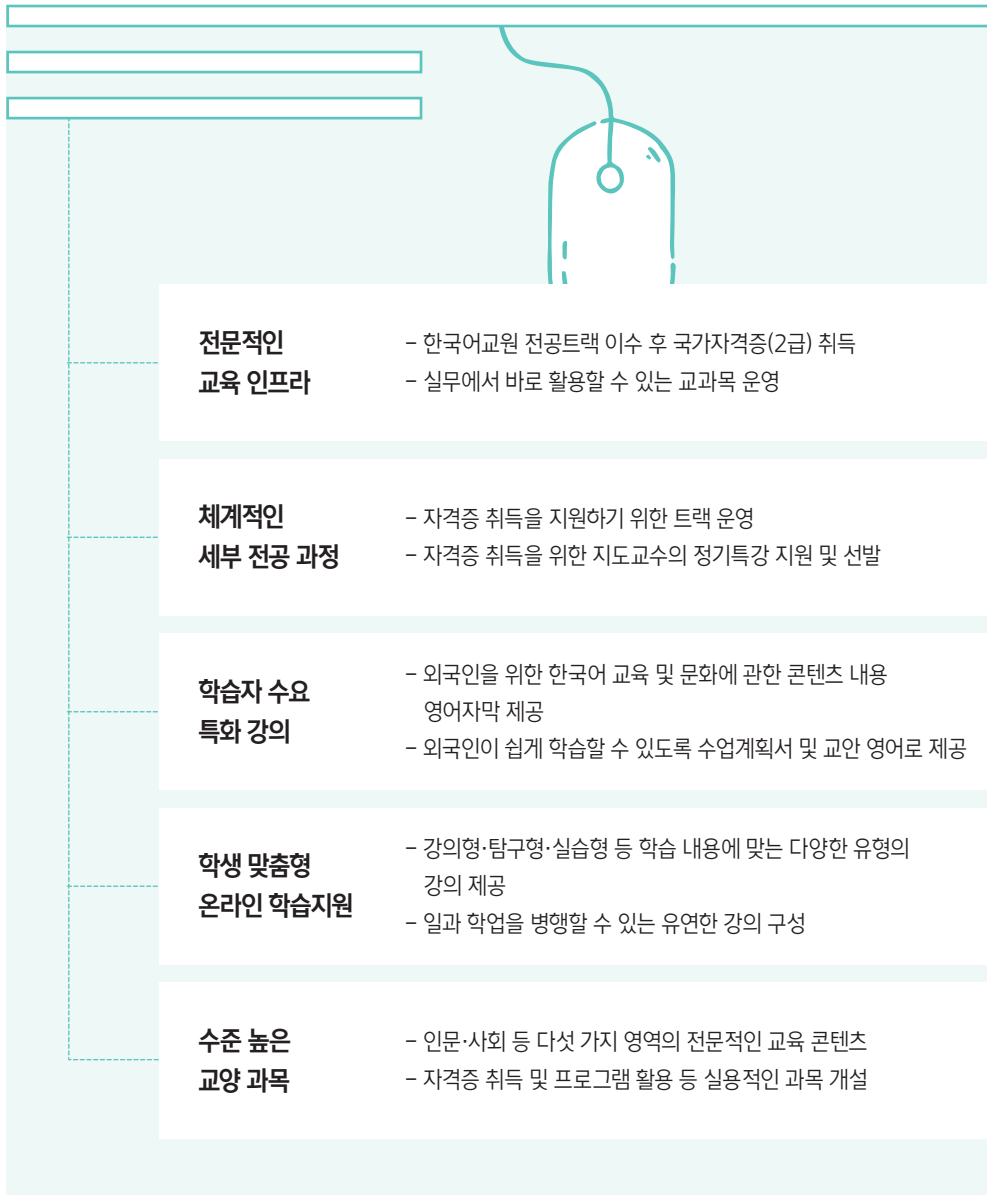 전문적인
교육 인프라
– 한국어교원 전공트랙 이수 후 국가자격증(2급) 취득
– 실무에서 바로 활용할 수 있는 교과목 운영
체계적인
세부 전공 과정
– 자격증 취득을 지원하기 위한 트랙 운영
– 자격증 취득을 위한 지도교수의 정기특강 지원 및 선발
학습자 수요
특화 강의
– 외국인을 위한 한국어 교육 및 문화에 관한 콘텐츠 내용
영어자막 제공
– 외국인이 쉽게 학습할 수 있도록 수업계획서 및 교안 영어로 제공
학생 맞춤형
온라인 학습지원
– 강의형·탐구형·실습형 등 학습 내용에 맞는 다양한 유형의
강의 제공
– 일과 학업을 병행할 수 있는 유연한 강의 구성
수준 높은
교양 과목
– 인문·사회 등 다섯 가지 영역의 전문적인 교육 콘텐츠
– 자격증 취득 및 프로그램 활용 등 실용적인 과목 개설